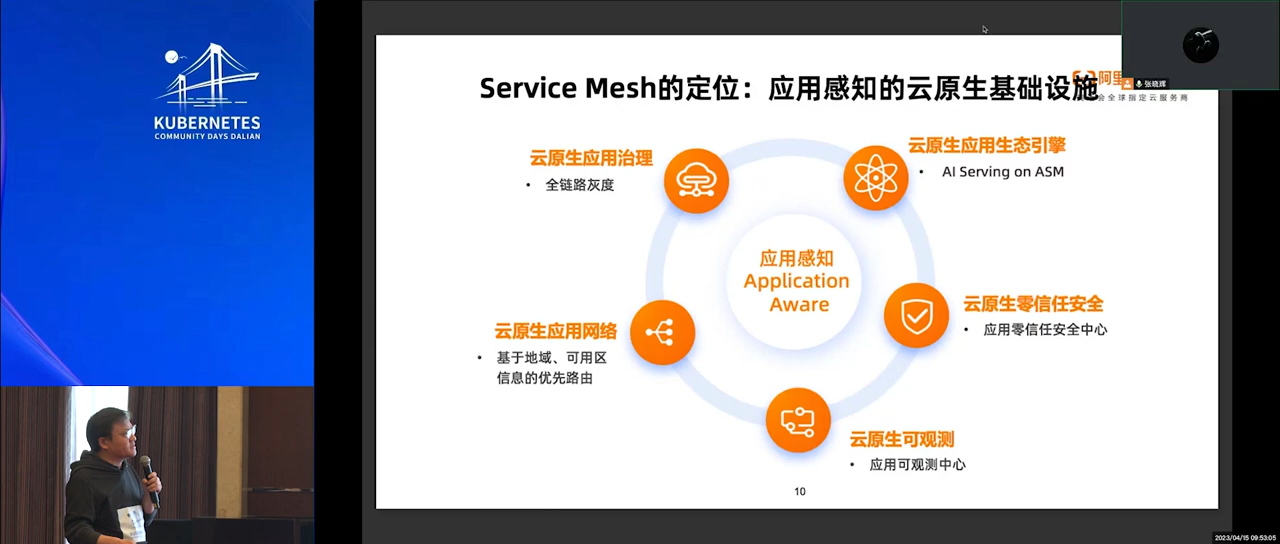 KUBERNETES
COMMUNITY DAYS DALIAN
Service Mesh的定位：应用感知的云原生基础设施
阿里
会全球指定云服务商
张晓辉
云原生应用治理
• 全链路灰度
云原生应用生态引擎
• AI Serving on ASM
应用感知
Application
Aware
云原生零信任安全
• 应用零信任安全中心
云原生应用网络
• 基于地域、可用区
信息的优先路由
云原生可观测
• 应用可观测中心
10
2023/04/15 09:53:05